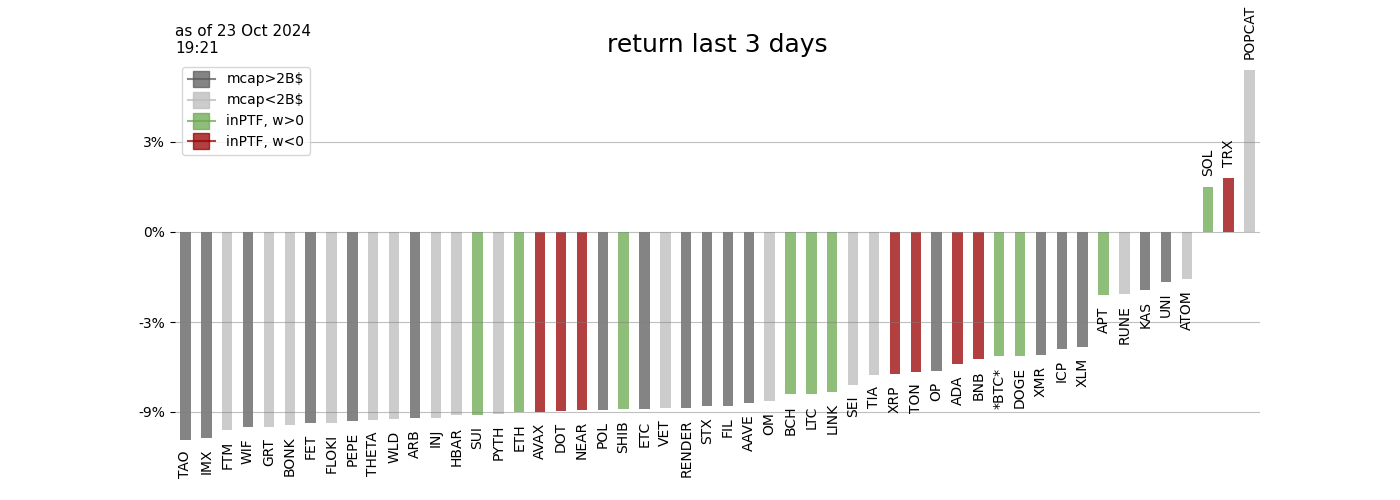 as of 23 Oct 2024
19:21
return last 3 days
mcap>2B$
mcap<2B$
inPTF, w>0
inPTF, w<0
3%
0%
-3%
-9%
TAO
IMX
FTM
WIF
GRT
BONK
FET
FLOKI
PEPE
THETA
WLD
ARB
INJ
HBAR
SUI
PYTH
ETH
AVAX
DOT
NEAR
POL
SHIB
ETC
VET
RENDER
STX
FIL
AAVE
OM
BCH
LTC
LINK
SEI
TIA
XRP
TON
OP
ADA
BNB
*BTC*
DOGE
XMR
ICP
XLM
APT
RUNE
KAS
UNI
ATOM
SOL
TRX
POPCAT